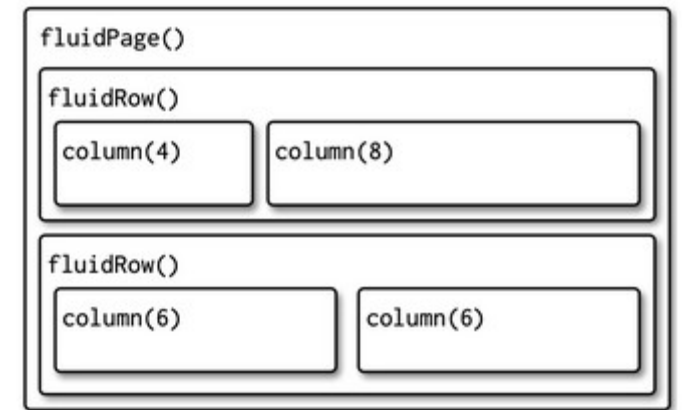 fluidPage()
fluidRow()
column(4) column(8)
fluidRow()
column(6) column(6)